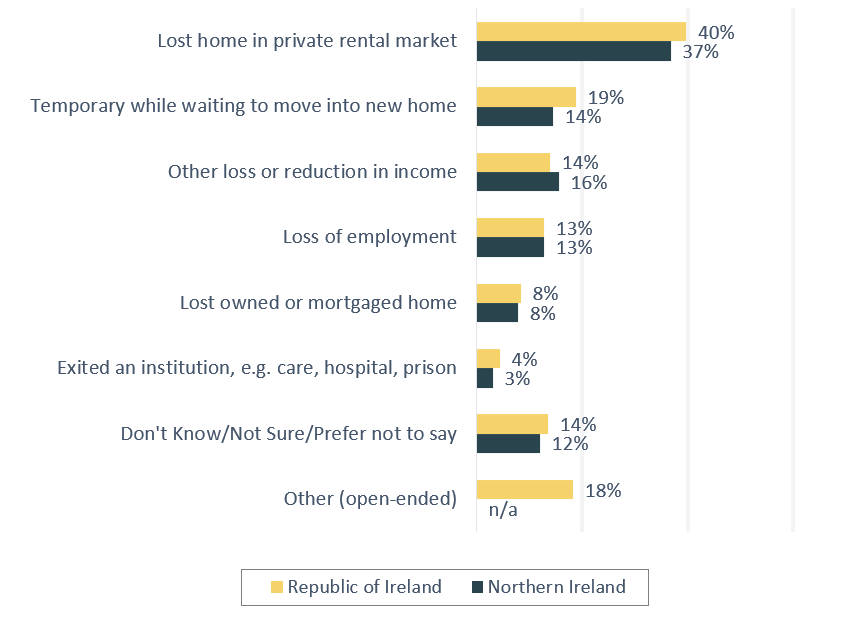 Lost home in private rental market
40%
37%
Temporary while waiting to move into new home
19%
14%
Other loss or reduction in income
14%
16%
Loss of employment
13%
13%
Lost owned or mortgaged home
8%
8%
Exited an institution, e.g. care, hospital, prison
4%
3%
Don't Know/Not Sure/Prefer not to say
14%
12%
Other (open-ended)
18%
n/a
Republic of Ireland Northern Ireland